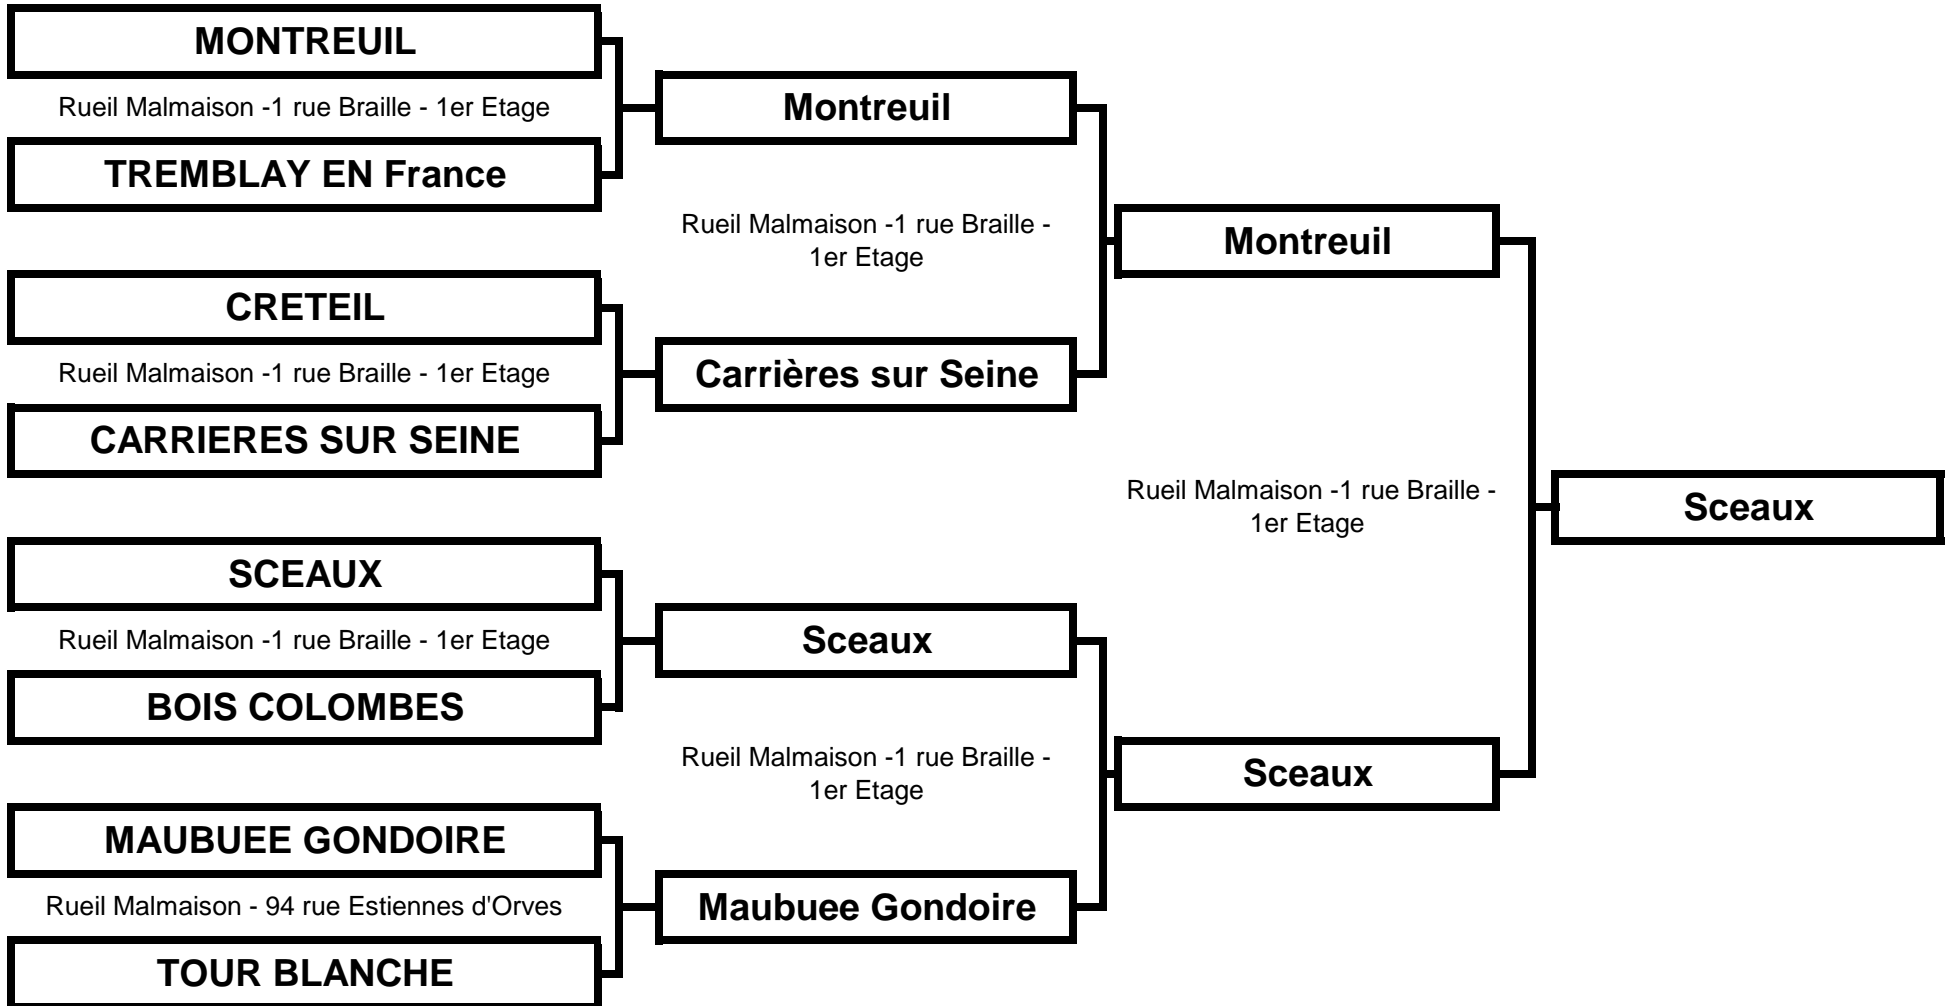 MONTREUIL
Rueil Malmaison -1 rue Braille - 1er Etage
TREMBLAY EN France
CRETEIL
Rueil Malmaison -1 rue Braille - 1er Etage
CARRIERES SUR SEINE
SCEAUX
Rueil Malmaison -1 rue Braille - 1er Etage
BOIS COLOMBES
MAUBUEE GONDOIRE
Rueil Malmaison - 94 rue Estiennes d'Orves
TOUR BLANCHE
Montreuil
Rueil Malmaison -1 rue Braille -
1er Etage
Carrières sur Seine
Sceaux
Rueil Malmaison -1 rue Braille -
1er Etage
Maubuee Gondoire
Montreuil
Rueil Malmaison -1 rue Braille -
1er Etage
Sceaux
Sceaux